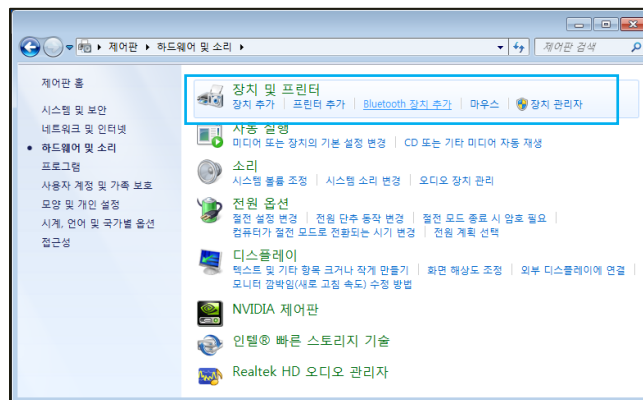 제어판 ▸ 하드웨어 및 소리 ▸
제어판 검색
제어판 홈
시스템 및 보안
네트워크 및 인터넷
하드웨어 및 소리
프로그램
사용자 계정 및 가족 보호
모양 및 개인 설정
시계, 언어 및 국가별 옵션
접근성
장치 및 프린터
장치 추가 | 프린터 추가 | Bluetooth 장치 추가 | 마우스 | 장치 관리자
자동 실행
미디어 또는 장치의 기본 설정 변경 | CD 또는 기타 미디어 자동 재생
소리
시스템 볼륨 조정 | 시스템 소리 변경 | 오디오 장치 관리
전원 옵션
절전 설정 변경 | 전원 단추 동작 변경 | 절전 모드 종료 시 암호 필요 |
컴퓨터가 절전 모드로 전환되는 시기 변경 | 전원 계획 선택
디스플레이
텍스트 및 기타 항목 크거나 작게 만들기 | 화면 해상도 조정 | 외부 디스플레이에 연결 |
모니터 깜박임(새로 고침 속도) 수정 방법
NVIDIA 제어판
인텔® 빠른 스토리지 기술
Realtek HD 오디오 관리자